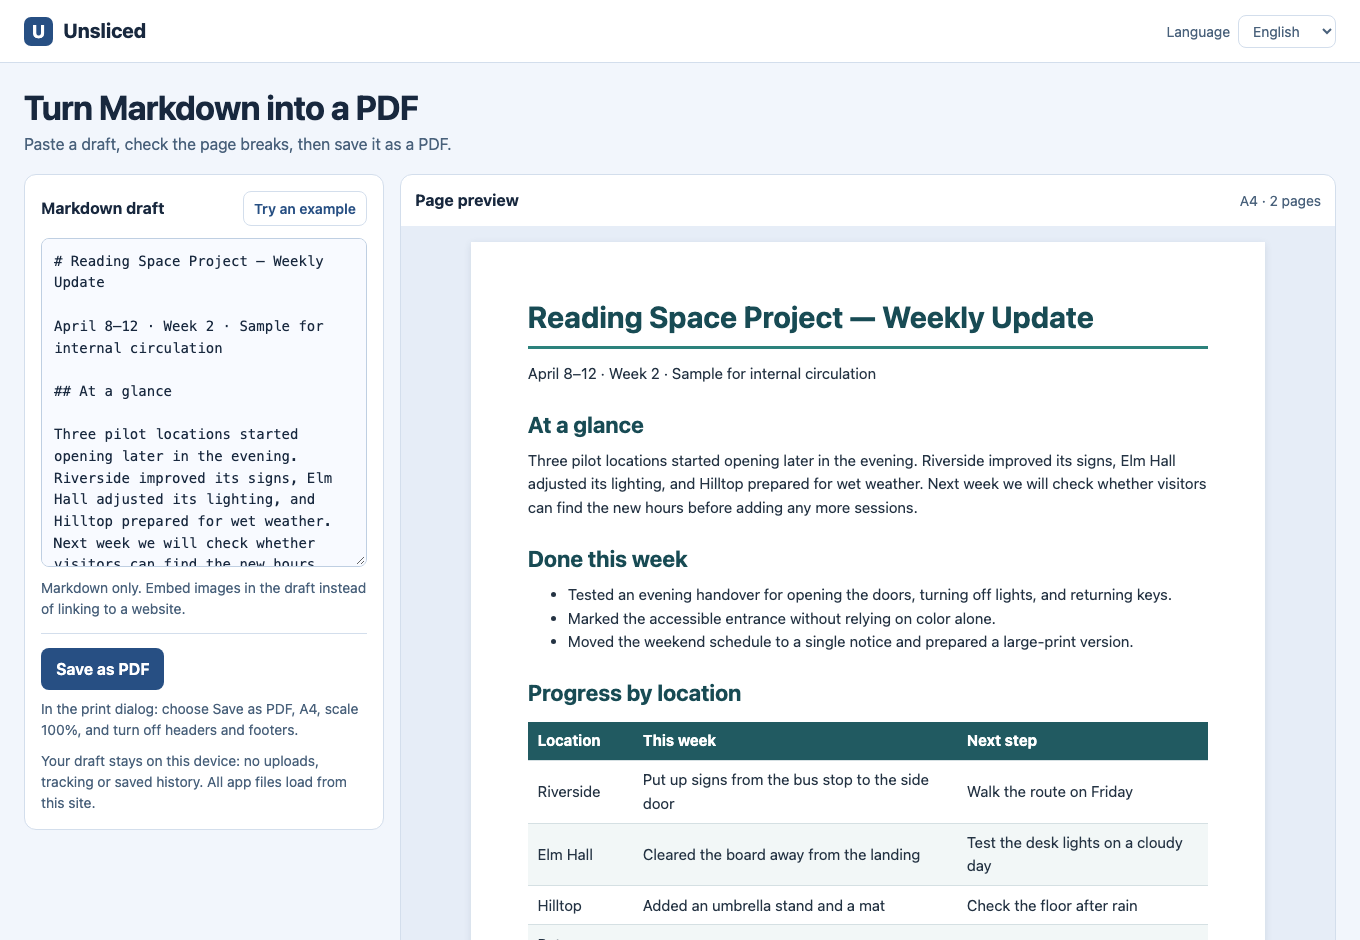 U Unsliced
Language English
Turn Markdown into a PDF
Paste a draft, check the page breaks, then save it as a PDF.
Markdown draft
Try an example
# Reading Space Project — Weekly
Update
April 8–12 · Week 2 · Sample for
internal circulation
## At a glance
Three pilot locations started
opening later in the evening.
Riverside improved its signs, Elm
Hall adjusted its lighting, and
Hilltop prepared for wet weather.
Next week we will check whether
visitors can find the new hours
Markdown only. Embed images in the draft instead
of linking to a website.
Save as PDF
In the print dialog: choose Save as PDF, A4, scale
100%, and turn off headers and footers.
Your draft stays on this device: no uploads,
tracking or saved history. All app files load from
this site.
Page preview
A4 · 2 pages
Reading Space Project — Weekly Update
April 8–12 · Week 2 · Sample for internal circulation
At a glance
Three pilot locations started opening later in the evening. Riverside improved its signs, Elm Hall
adjusted its lighting, and Hilltop prepared for wet weather. Next week we will check whether visitors
can find the new hours before adding any more sessions.
Done this week
• Tested an evening handover for opening the doors, turning off lights, and returning keys.
• Marked the accessible entrance without relying on color alone.
• Moved the weekend schedule to a single notice and prepared a large-print version.
Progress by location
Location This week Next step
Riverside Put up signs from the bus stop to the side
door Walk the route on Friday
Elm Hall Cleared the board away from the landing Test the desk lights on a cloudy
day
Hilltop Added an umbrella stand and a mat Check the floor after rain